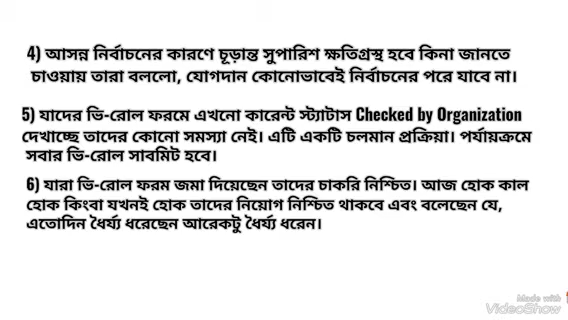 4) আসন্ন নির্বাচনের কারণে চূড়ান্ত সুপারিশ ক্ষতিগ্রস্থ হবে কিনা জানতে
চাওয়ায় তারা বললো, যোগদান কোনোভাবেই নির্বাচনের পরে যাবে না।
5) যাদের ভি-রোল ফরমে এখনো কারেন্ট স্ট্যাটাস Checked by Organization
দেখাচ্ছে তাদের কোনো সমস্যা নেই। এটি একটি চলমান প্রক্রিয়া। পর্যায়ক্রমে
সবার ভি-রোল সাবমিট হবে।
6) যারা ভি-রোল ফরম জমা দিয়েছেন তাদের চাকরি নিশ্চিত। আজ হোক কাল
হোক কিংবা যখনই হোক তাদের নিয়োগ নিশ্চিত থাকবে এবং বলেছেন যে,
এতোদিন ধৈর্য্য ধরেছেন আরেকটু ধৈর্য্য ধরেন।
Made with
VideoShow